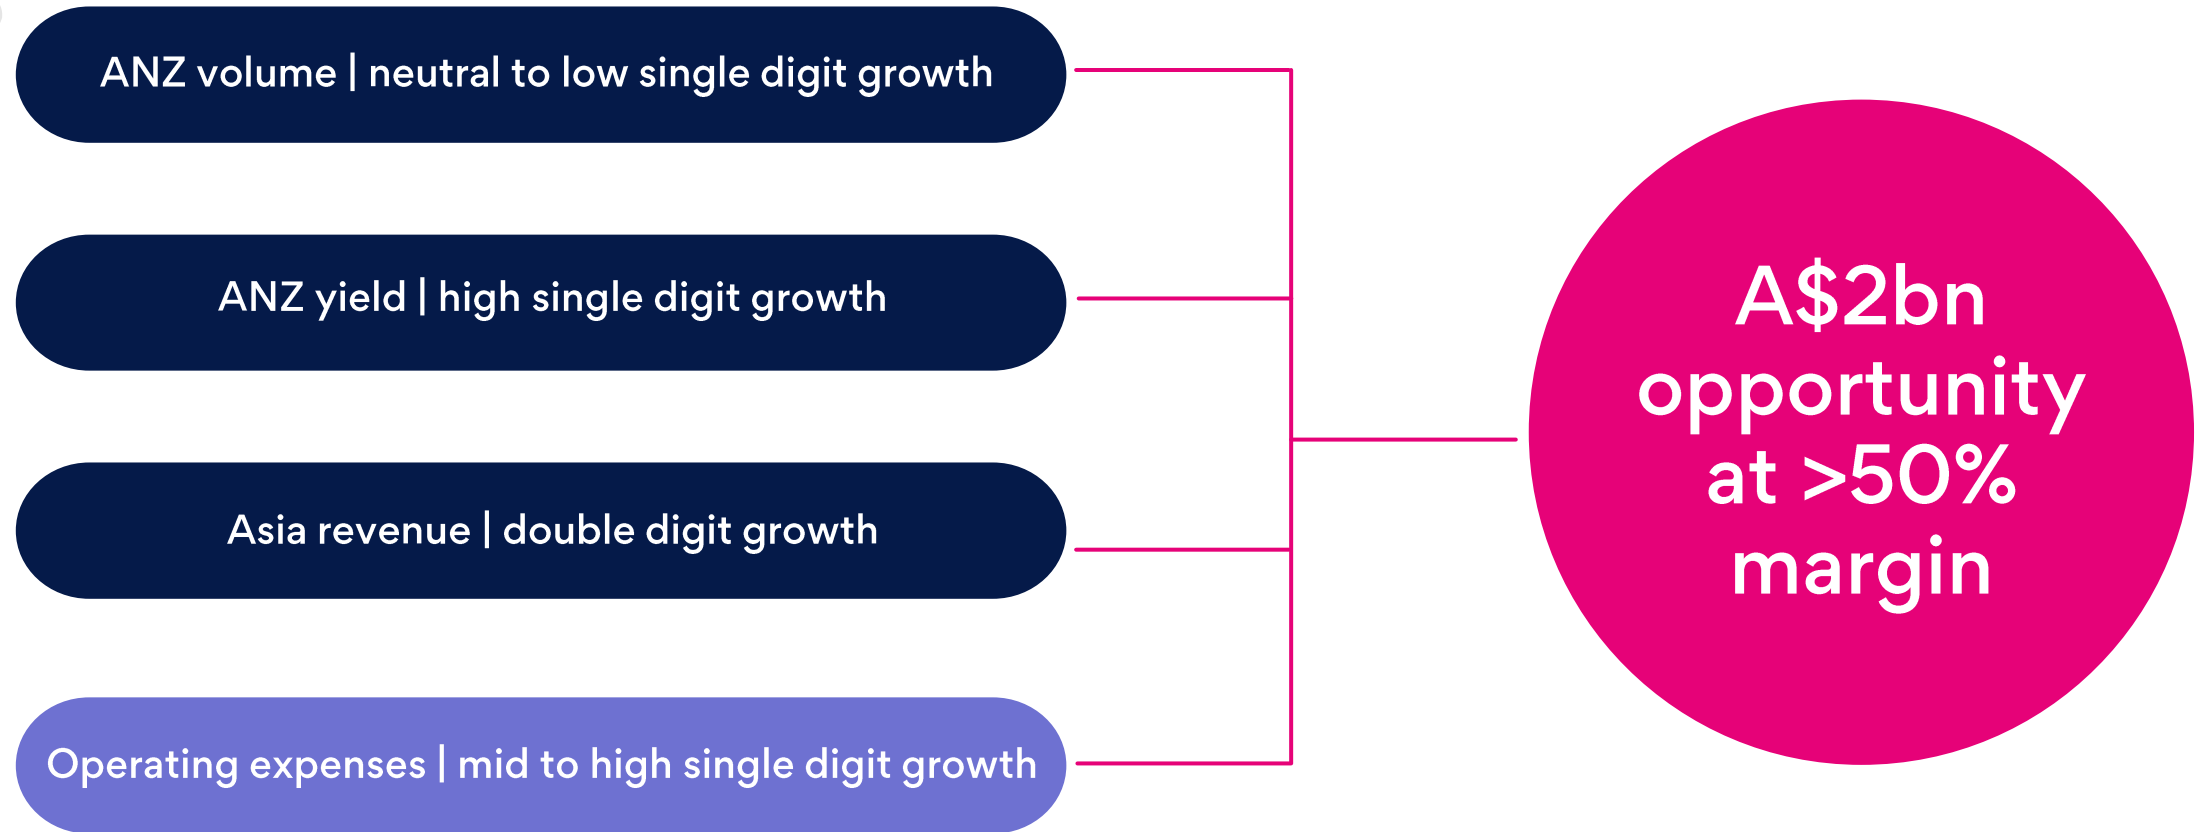 ANZ volume | neutral to low single digit growth
ANZ yield | high single digit growth
Asia revenue | double digit growth
Operating expenses | mid to high single digit growth
A$2bn
opportunity
at >50%
margin